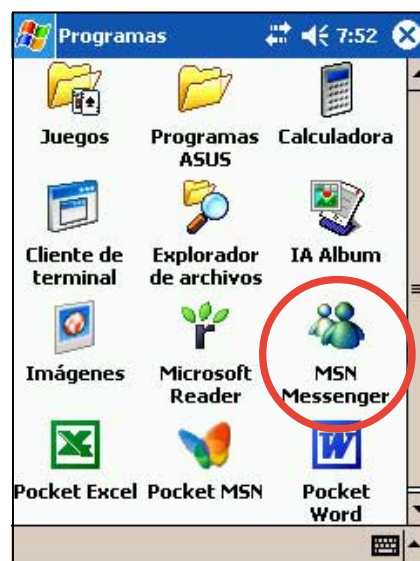 Programas 7:52
Juegos Programas ASUS Calculadora
Cliente de terminal Explorador de archivos IA Album
Imágenes Microsoft Reader MSN Messenger
Pocket Excel Pocket MSN Pocket Word